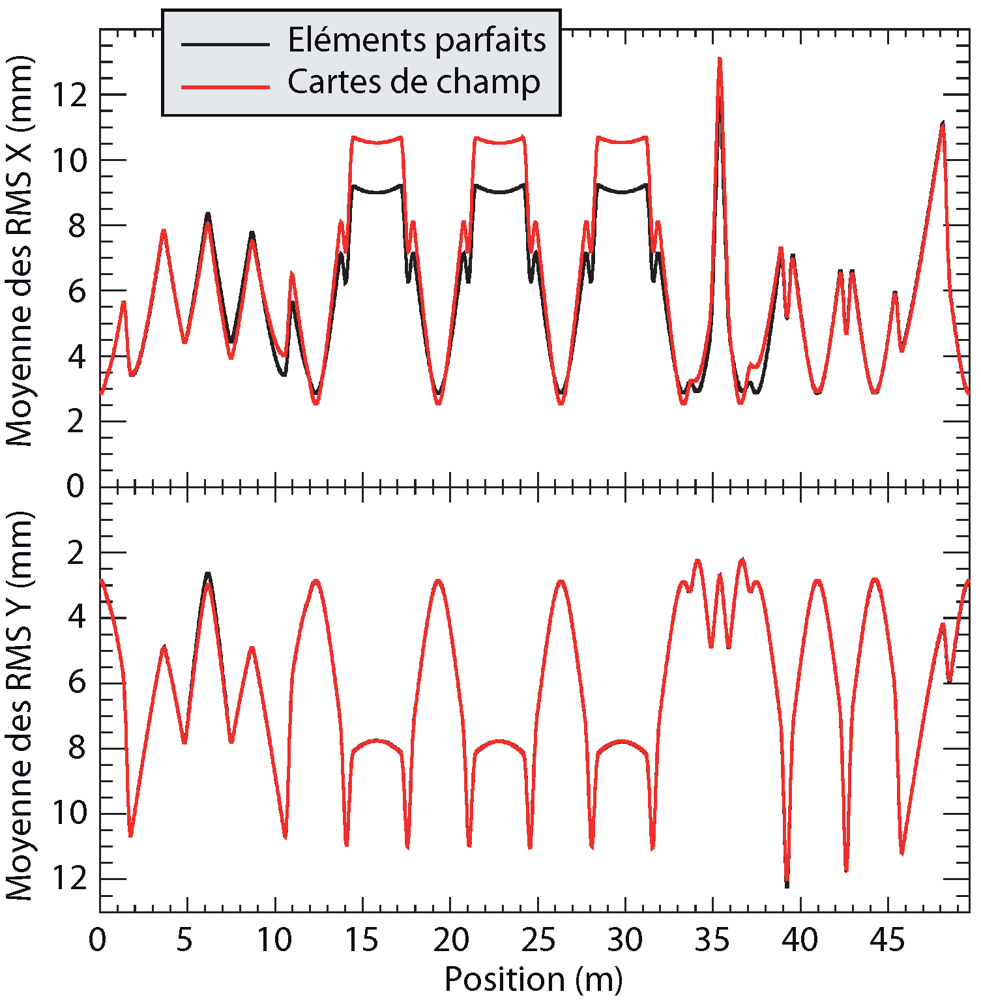 Eléments parfaits
Cartes de champ
Moyenne des RMS X (mm)
12
10
8
6
4
2
0
Moyenne des RMS Y (mm)
2
4
6
8
10
12
0 5 10 15 20 25 30 35 40 45
Position (m)